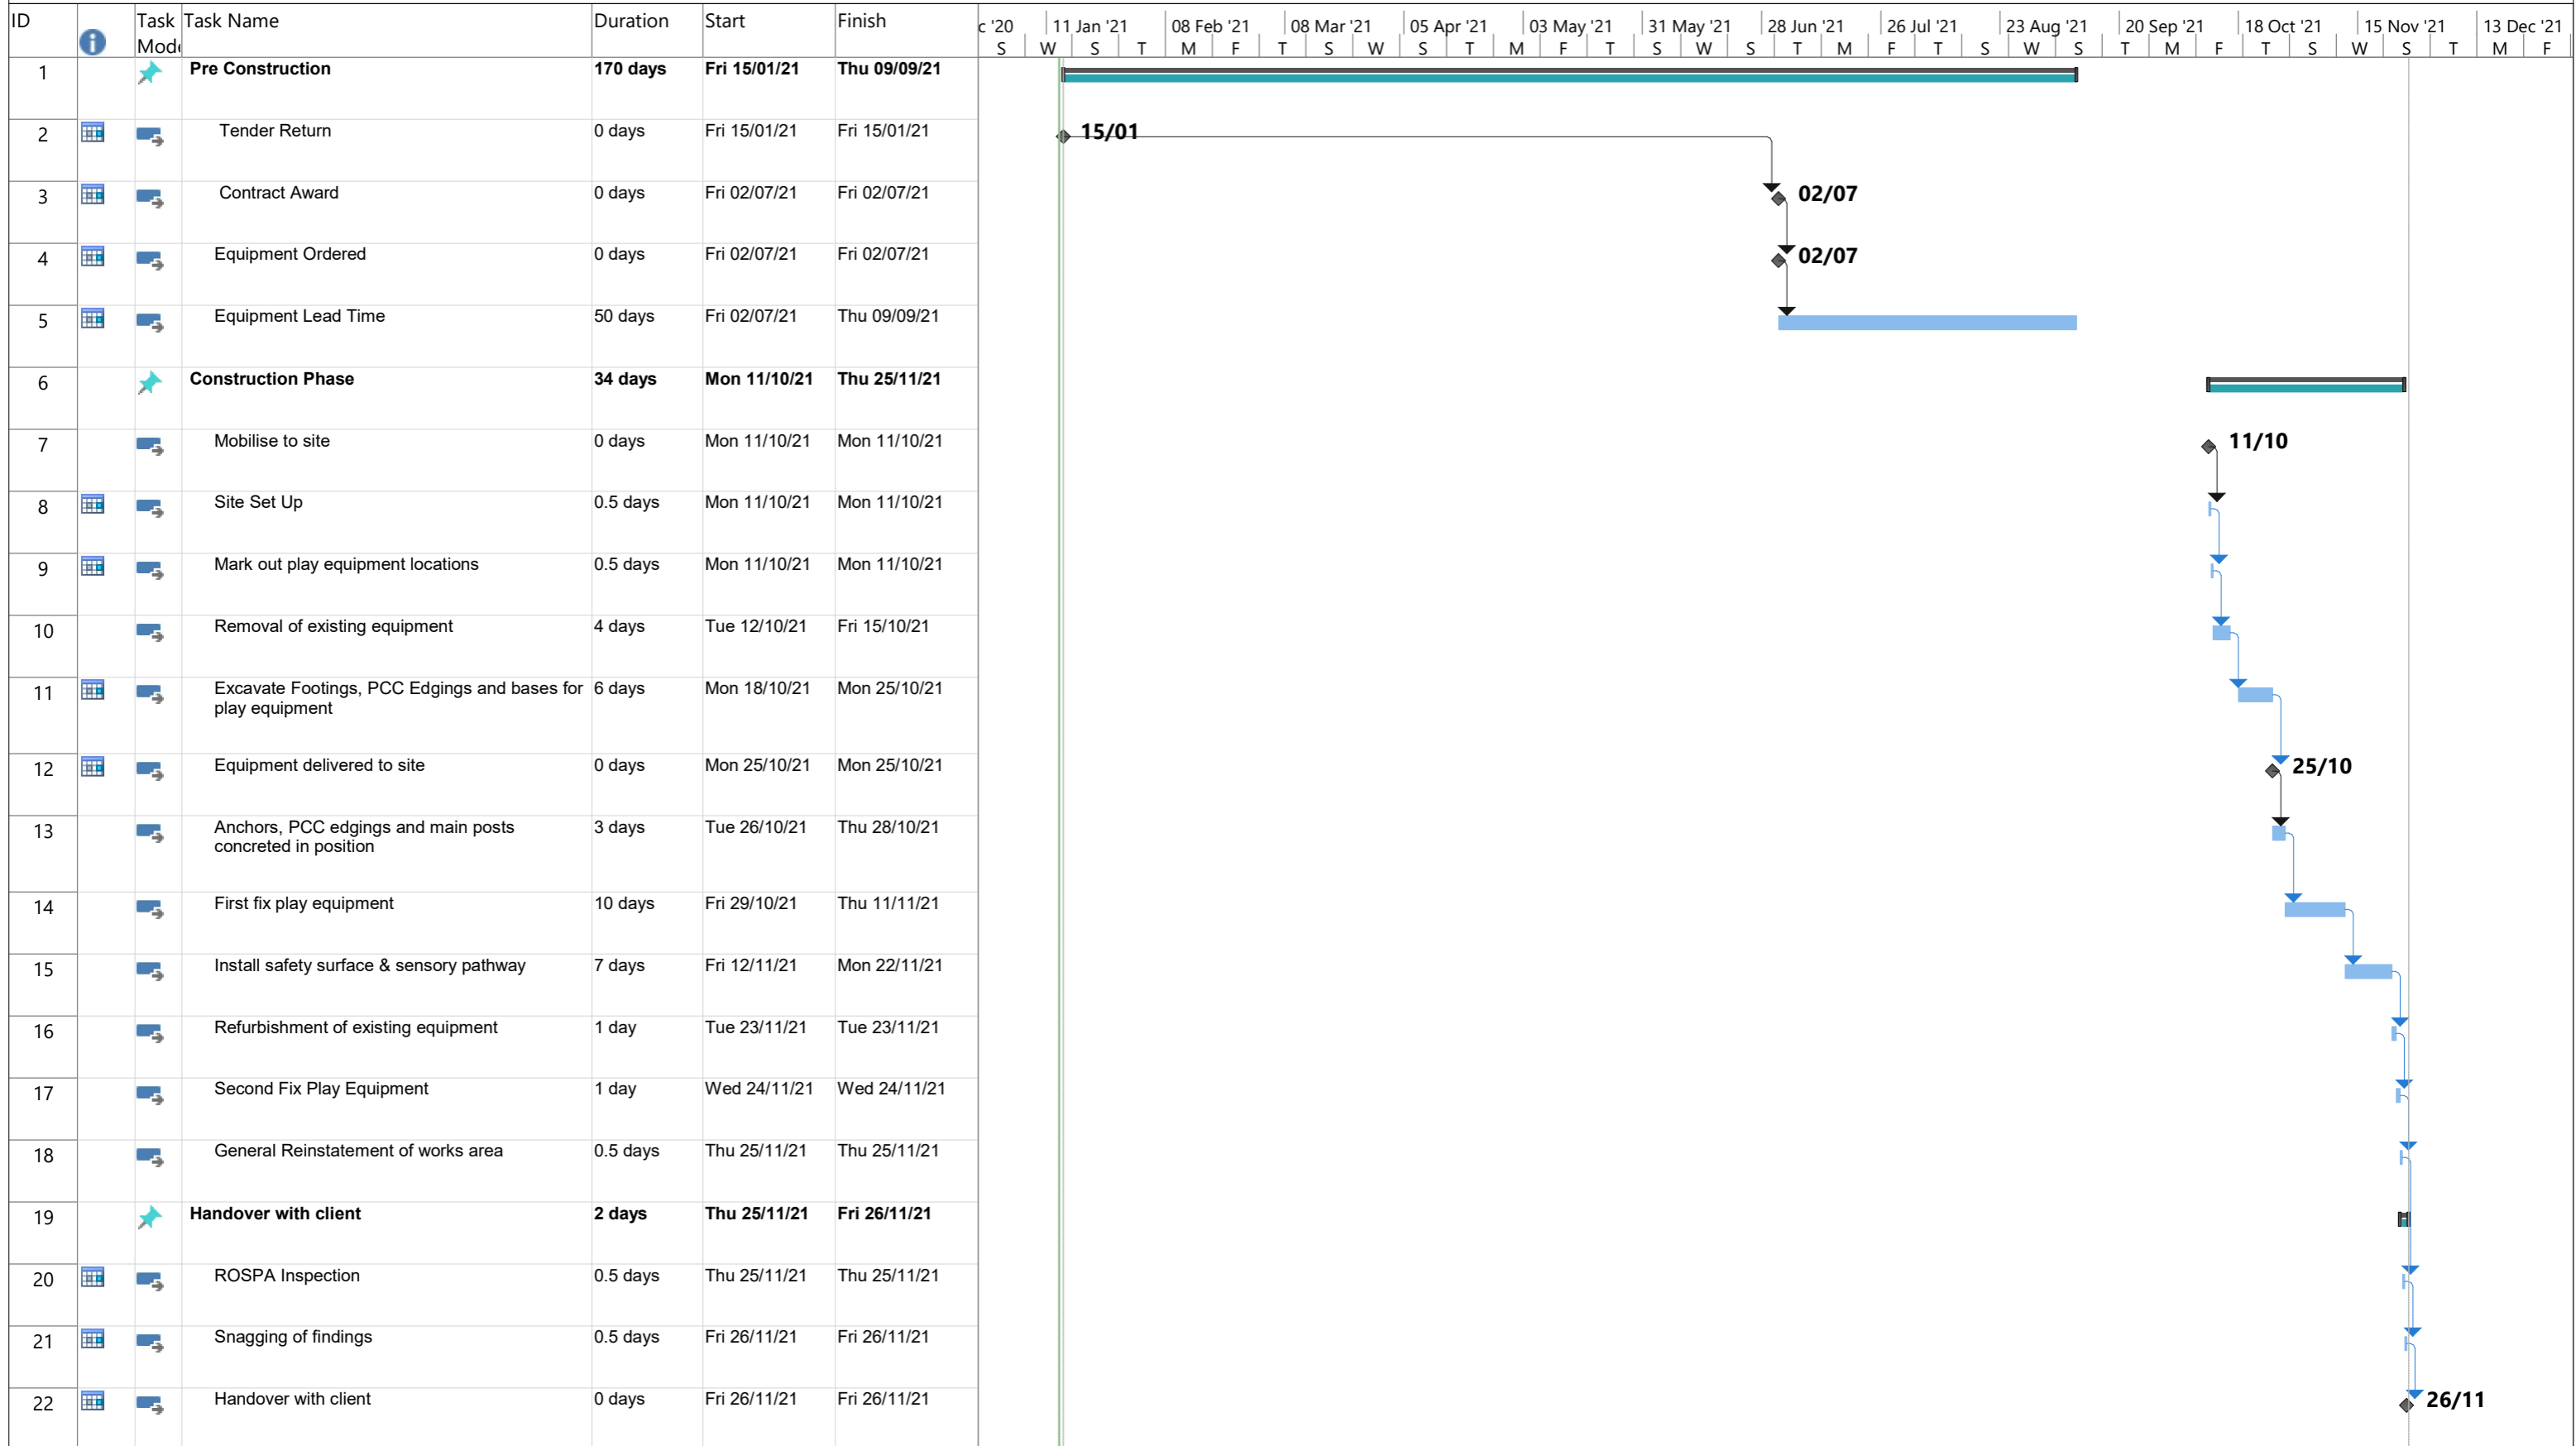 ID Task Task Name Duration Start Finish c '20 11 Jan '21 08 Feb '21 08 Mar '21 05 Apr '21 03 May '21 31 May '21 28 Jun '21 26 Jul '21 23 Aug '21 20 Sep '21 18 Oct '21 15 Nov '21 13 Dec '21
i Mode S W S T M F T S W S T M F T S W S T M F T S W S T M F T S W S T M F
1 Pre Construction 170 days Fri 15/01/21 Thu 09/09/21
2 Tender Return 0 days Fri 15/01/21 Fri 15/01/21 15/01
3 Contract Award 0 days Fri 02/07/21 Fri 02/07/21 02/07
4 Equipment Ordered 0 days Fri 02/07/21 Fri 02/07/21 02/07
5 Equipment Lead Time 50 days Fri 02/07/21 Thu 09/09/21
6 Construction Phase 34 days Mon 11/10/21 Thu 25/11/21
7 Mobilise to site 0 days Mon 11/10/21 Mon 11/10/21 11/10
8 Site Set Up 0.5 days Mon 11/10/21 Mon 11/10/21
9 Mark out play equipment locations 0.5 days Mon 11/10/21 Mon 11/10/21
10 Removal of existing equipment 4 days Tue 12/10/21 Fri 15/10/21
11 Excavate Footings, PCC Edgings and bases for 6 days Mon 18/10/21 Mon 25/10/21
play equipment
12 Equipment delivered to site 0 days Mon 25/10/21 Mon 25/10/21 25/10
13 Anchors, PCC edgings and main posts 3 days Tue 26/10/21 Thu 28/10/21
concreted in position
14 First fix play equipment 10 days Fri 29/10/21 Thu 11/11/21
15 Install safety surface & sensory pathway 7 days Fri 12/11/21 Mon 22/11/21
16 Refurbishment of existing equipment 1 day Tue 23/11/21 Tue 23/11/21
17 Second Fix Play Equipment 1 day Wed 24/11/21 Wed 24/11/21
18 General Reinstatement of works area 0.5 days Thu 25/11/21 Thu 25/11/21
19 Handover with client 2 days Thu 25/11/21 Fri 26/11/21
20 ROSPA Inspection 0.5 days Thu 25/11/21 Thu 25/11/21
21 Snagging of findings 0.5 days Fri 26/11/21 Fri 26/11/21
22 Handover with client 0 days Fri 26/11/21 Fri 26/11/21 26/11